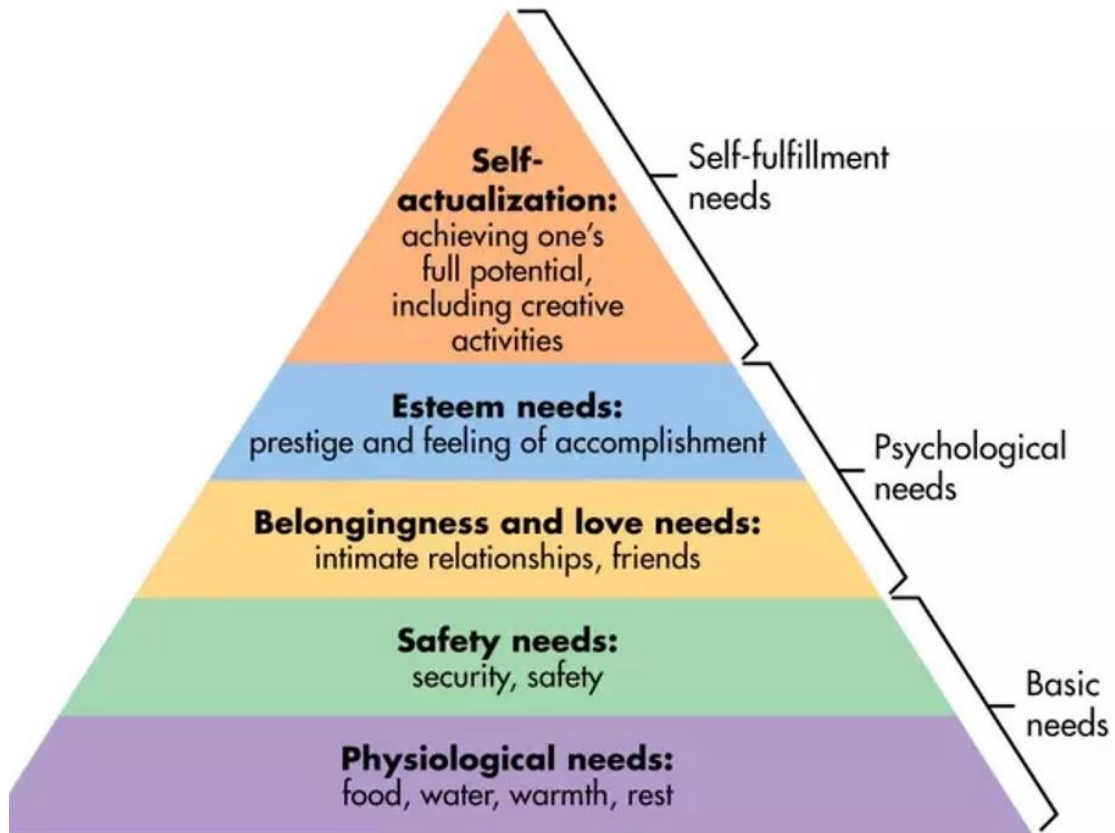 Self-
actualization:
achieving one's
full potential,
including creative
activities
Self-fulfillment
needs
Esteem needs:
prestige and feeling of accomplishment
Belongingness and love needs:
intimate relationships, friends
Psychological
needs
Safety needs:
security, safety
Physiological needs:
food, water, warmth, rest
Basic
needs